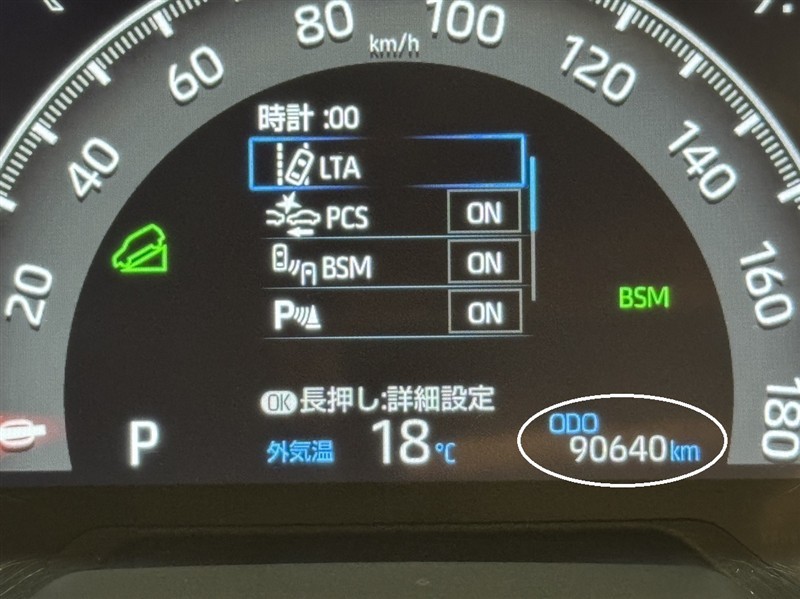 80
km/h
100
60
120
時計 :00
40
LTA
140
PCS ON
20
BSM ON
160
BSM
P ON
OK 長押し:詳細設定
180
P
外気温 18℃
ODO
90640km